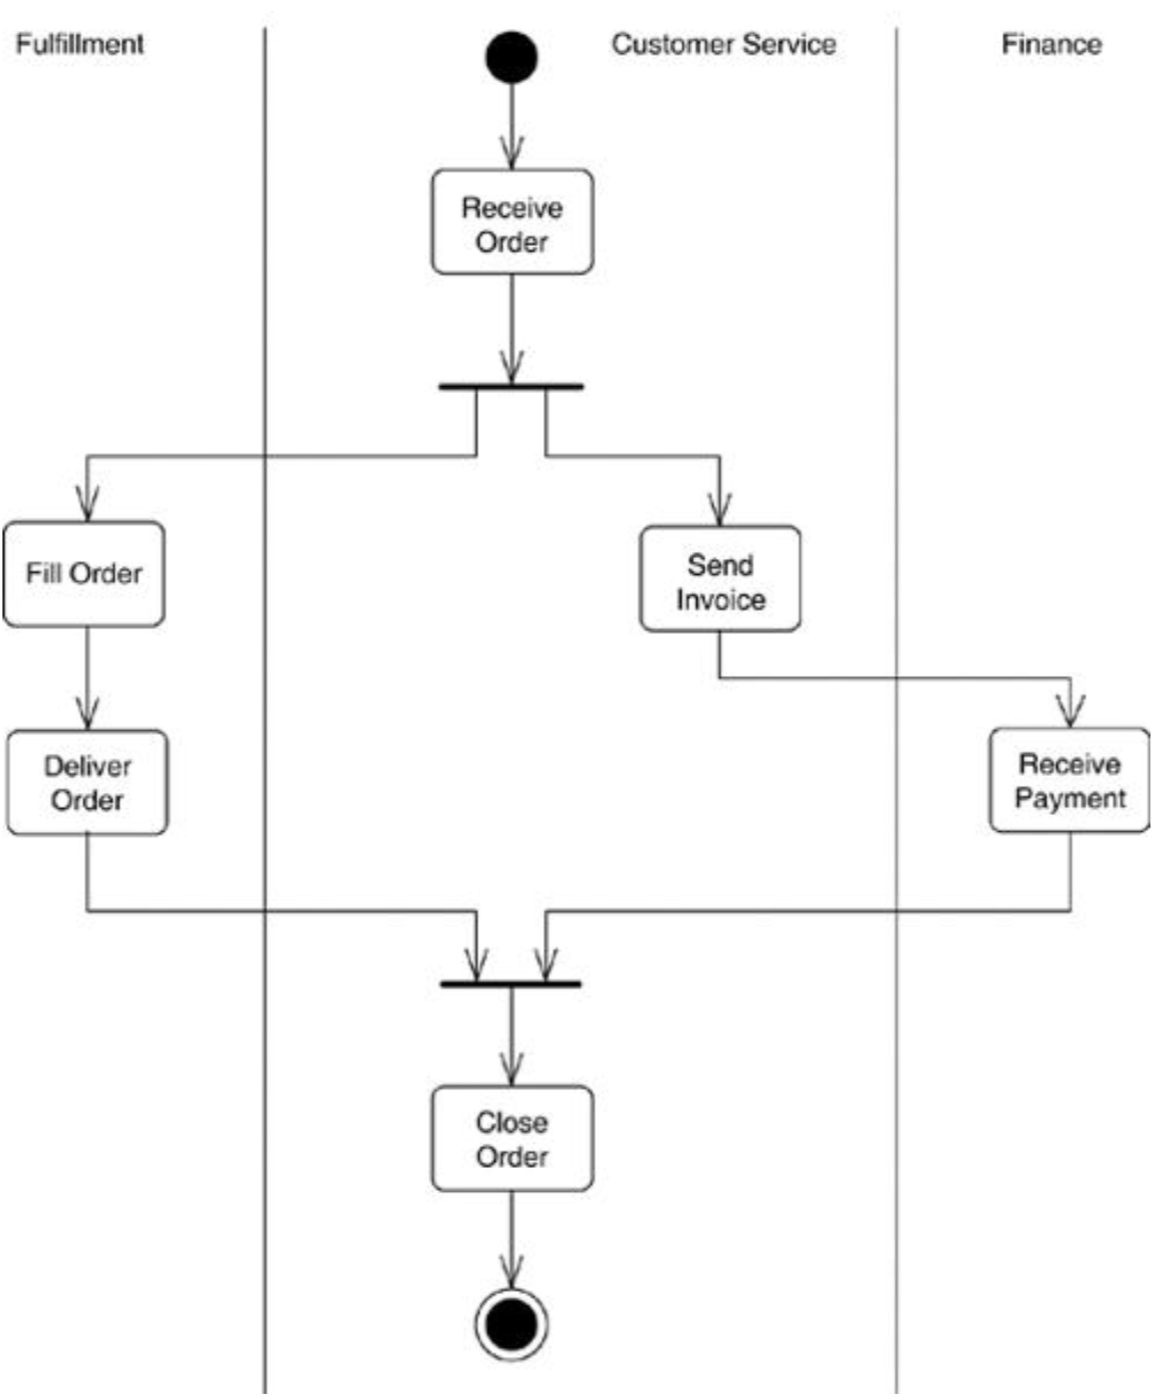 Fulfillment
Customer Service
Finance
Receive
Order
Fill Order
Send
Invoice
Deliver
Order
Receive
Payment
Close
Order